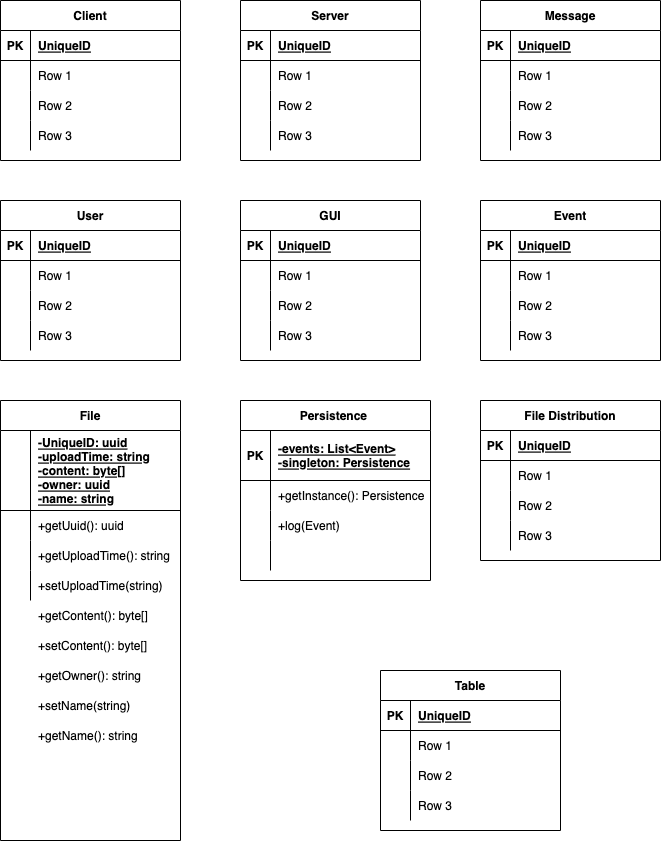 Client
PK UniqueID
Row 1
Row 2
Row 3
Server
PK UniqueID
Row 1
Row 2
Row 3
Message
PK UniqueID
Row 1
Row 2
Row 3
User
PK UniqueID
Row 1
Row 2
Row 3
GUI
PK UniqueID
Row 1
Row 2
Row 3
Event
PK UniqueID
Row 1
Row 2
Row 3
File
-UniqueID: uuid
-uploadTime: string
-content: byte[]
-owner: uuid
-name: string
+getUuid(): uuid
+getUploadTime(): string
+setUploadTime(string)
+getContent(): byte[]
+setContent(): byte[]
+getOwner(): string
+setName(string)
+getName(): string
Persistence
PK
-events: List<Event>
-singleton: Persistence
+getInstance(): Persistence
+log(Event)
File Distribution
PK UniqueID
Row 1
Row 2
Row 3
Table
PK UniqueID
Row 1
Row 2
Row 3